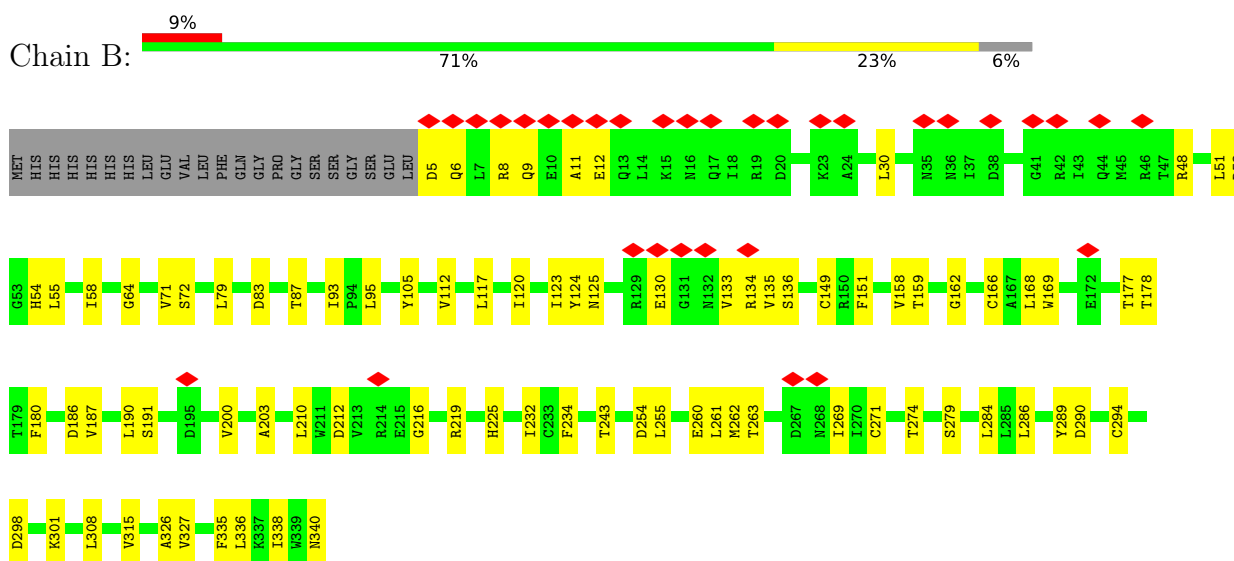 9%
Chain B:
71% 23% 6%
MET HIS HIS HIS HIS HIS HIS LEU GLU VAL LEU PHE GLN GLY PRO GLY SER SER GLY SER GLU LEU D5 Q6 L7 R8 Q9 E10 A11 E12 Q13 L14 K15 N16 Q17 I18 R19 D20 K23 A24 L30 N35 N36 I37 D38 G41 R42 I43 Q44 M45 R46 T47 R48 L51
G53 H54 L55 I58 G64 V71 S72 L79 D83 T87 I93 P94 L95 Y105 V112 L117 I120 I123 Y124 N125 R129 E130 G131 N132 V133 R134 V135 S136 C149 R150 F151 V158 T159 G162 C166 A167 L168 W169 E172 T177 T178
T179 F180 D186 V187 L190 S191 D195 V200 A203 L210 W211 D212 V213 R214 E215 G216 R219 H225 I232 C233 F234 T243 D254 L255 E260 L261 M262 T263 D267 N268 I269 I270 C271 T274 S279 L284 L285 L286 Y289 D290 C294
D298 K301 L308 V315 A326 V327 F335 L336 K337 I338 W339 N340